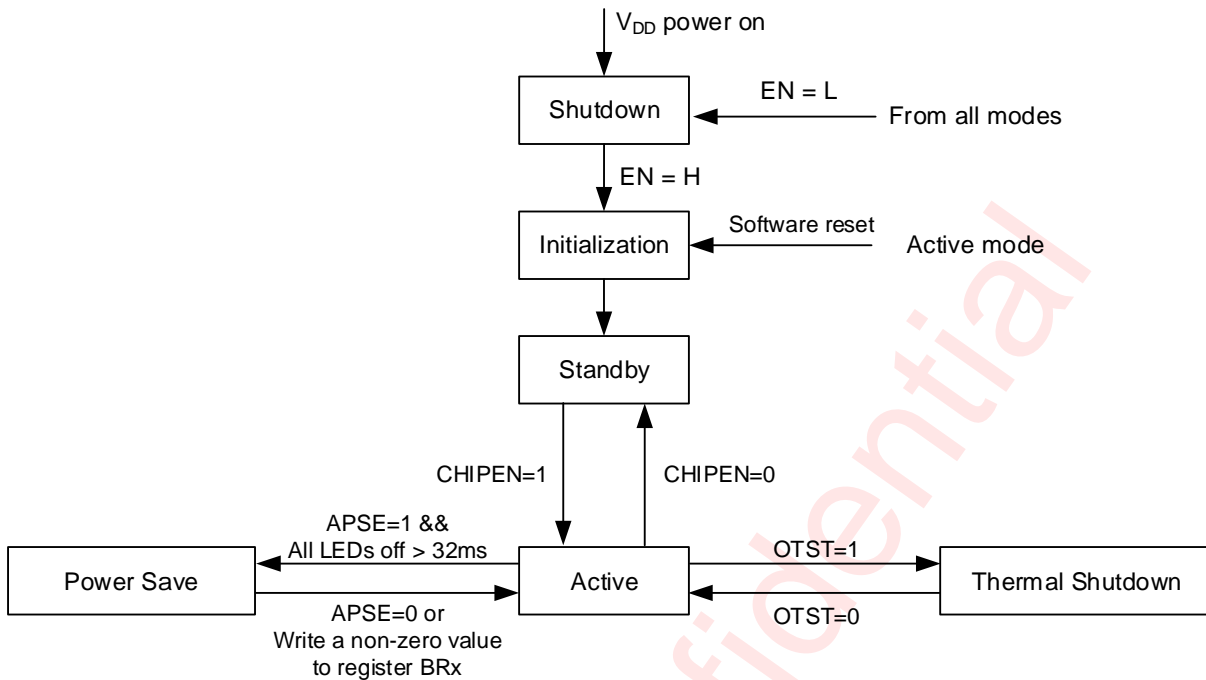 VDD power on
Shutdown
EN = L
From all modes
EN = H
Initialization
Software reset
Active mode
Standby
CHIPEN=1
CHIPEN=0
APSE=1 &&
All LEDs off > 32ms
OTST=1
Power Save
Active
Thermal Shutdown
APSE=0 or
Write a non-zero value
to register BRx
OTST=0
fidential